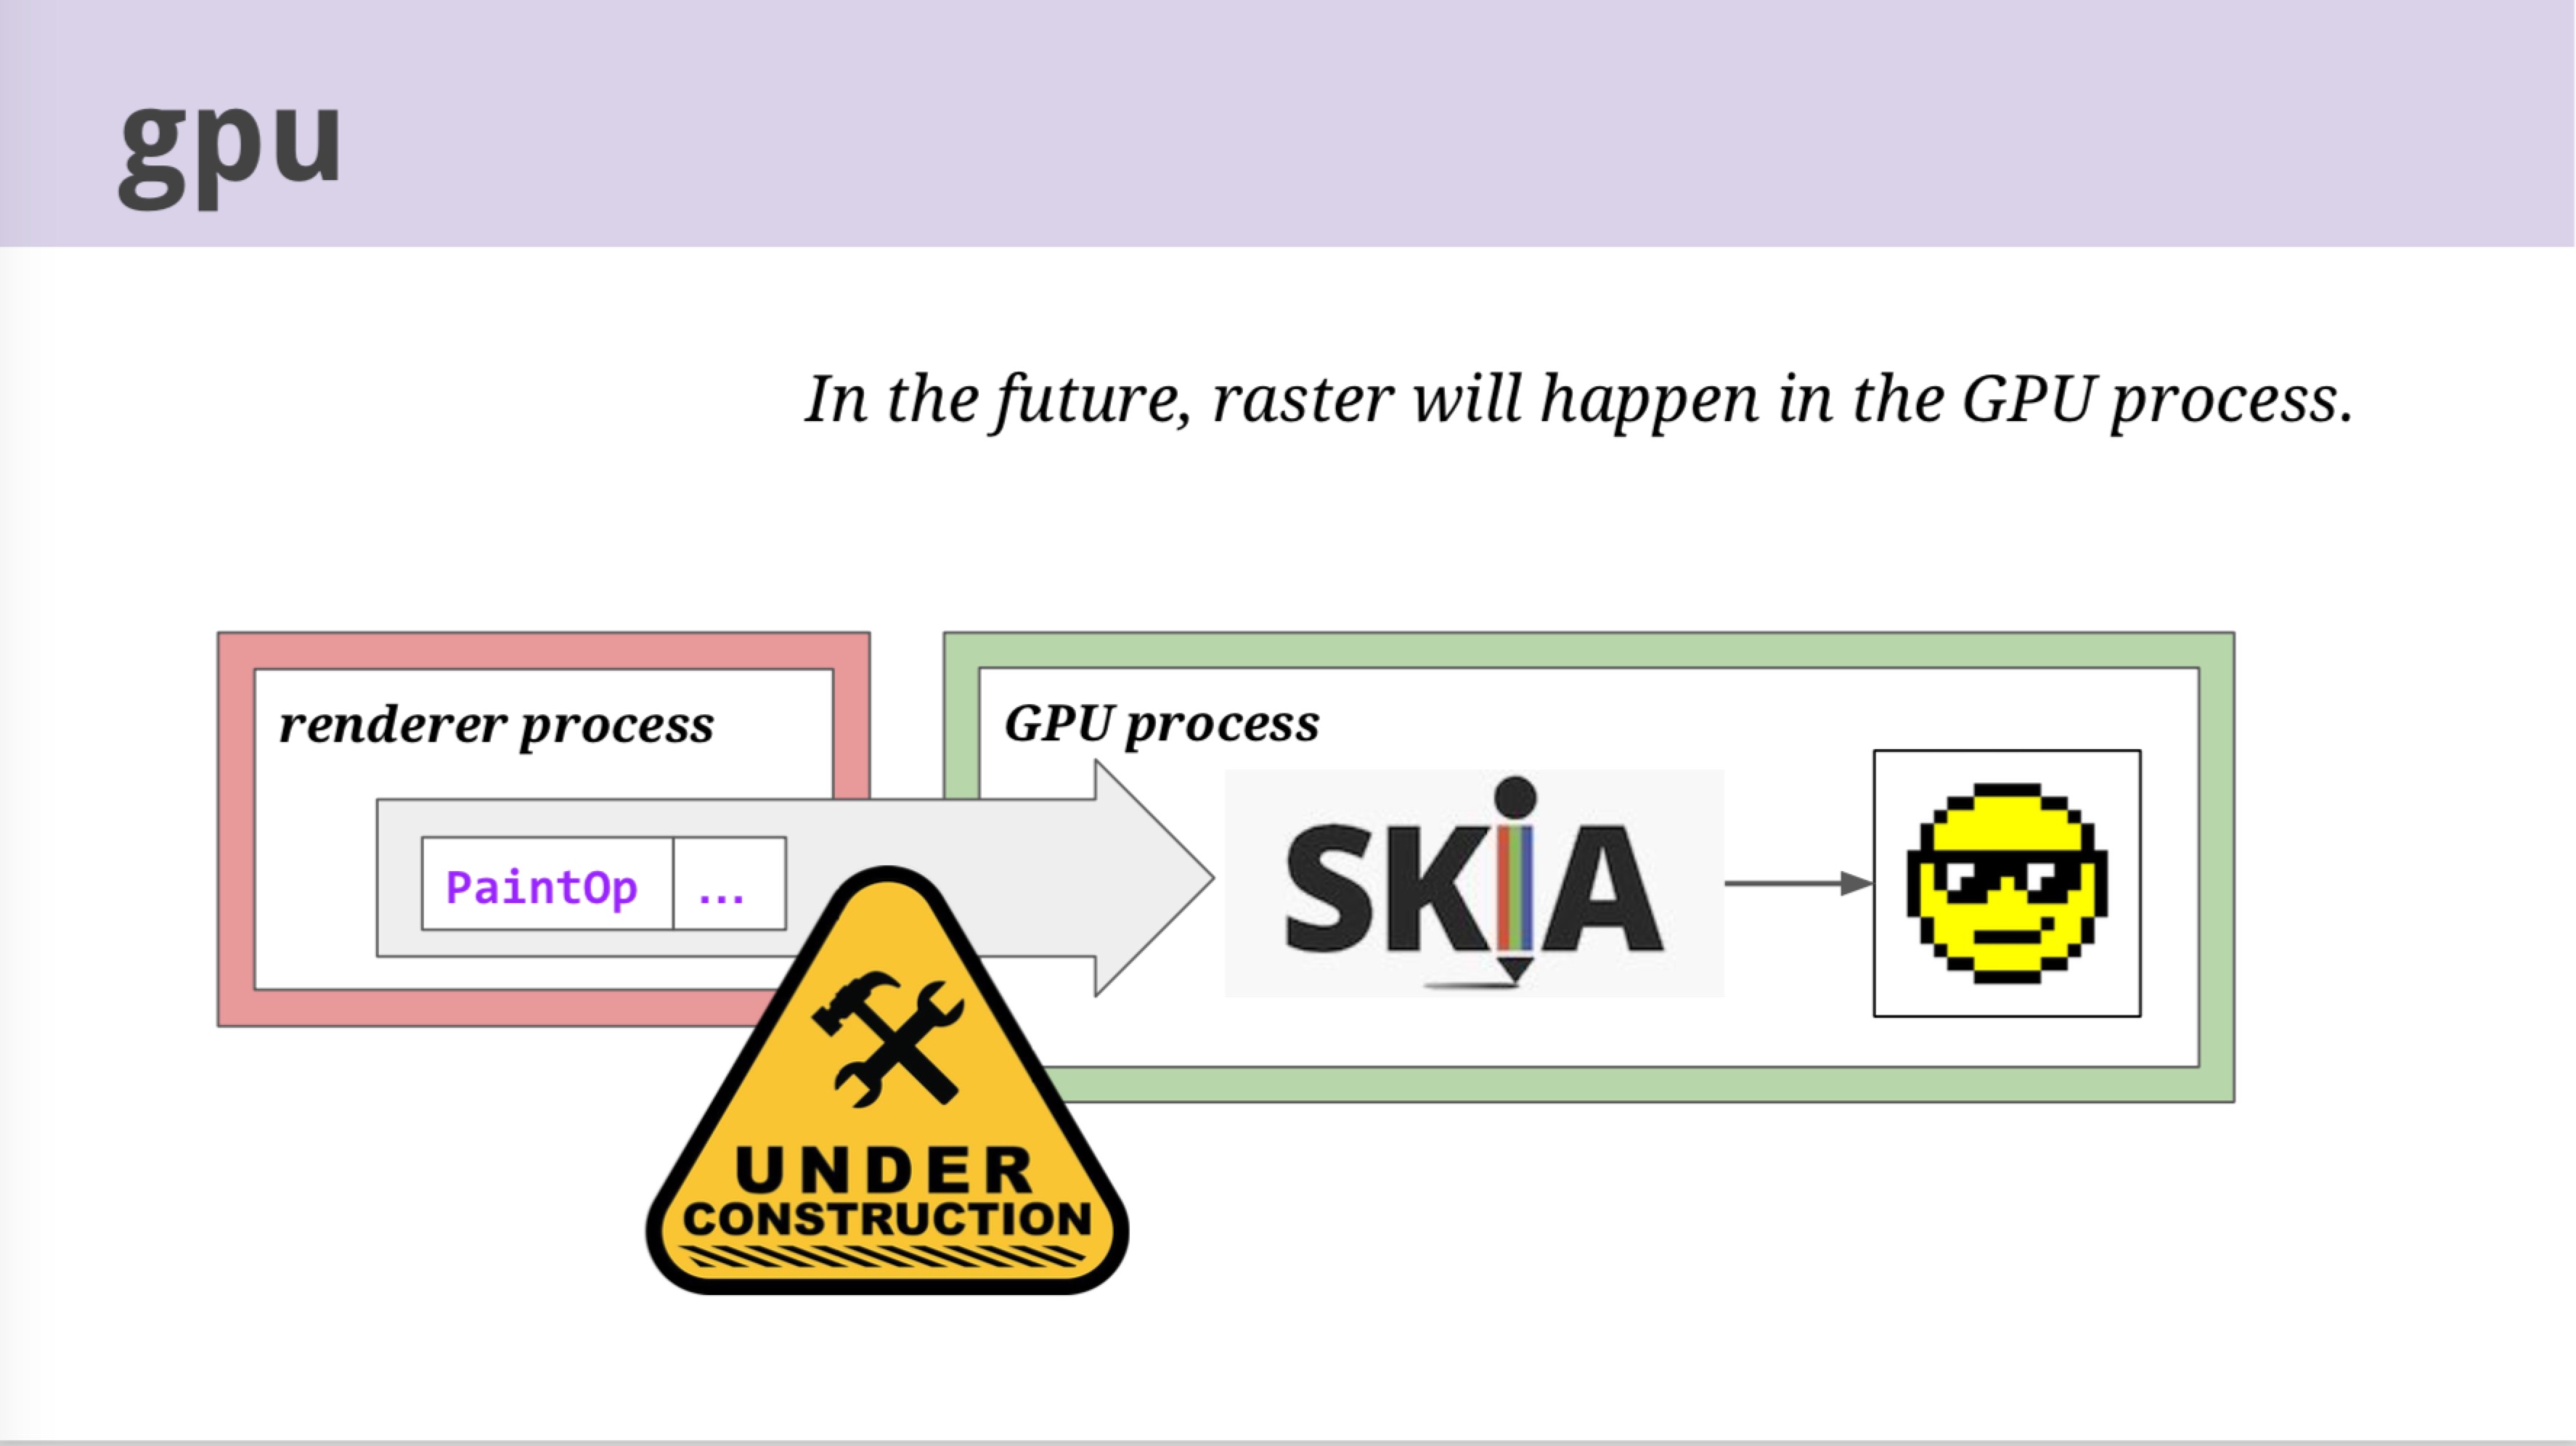 gpu
In the future, raster will happen in the GPU process.
renderer process
GPU process
PaintOp ...
SKiA
UNDER
CONSTRUCTION